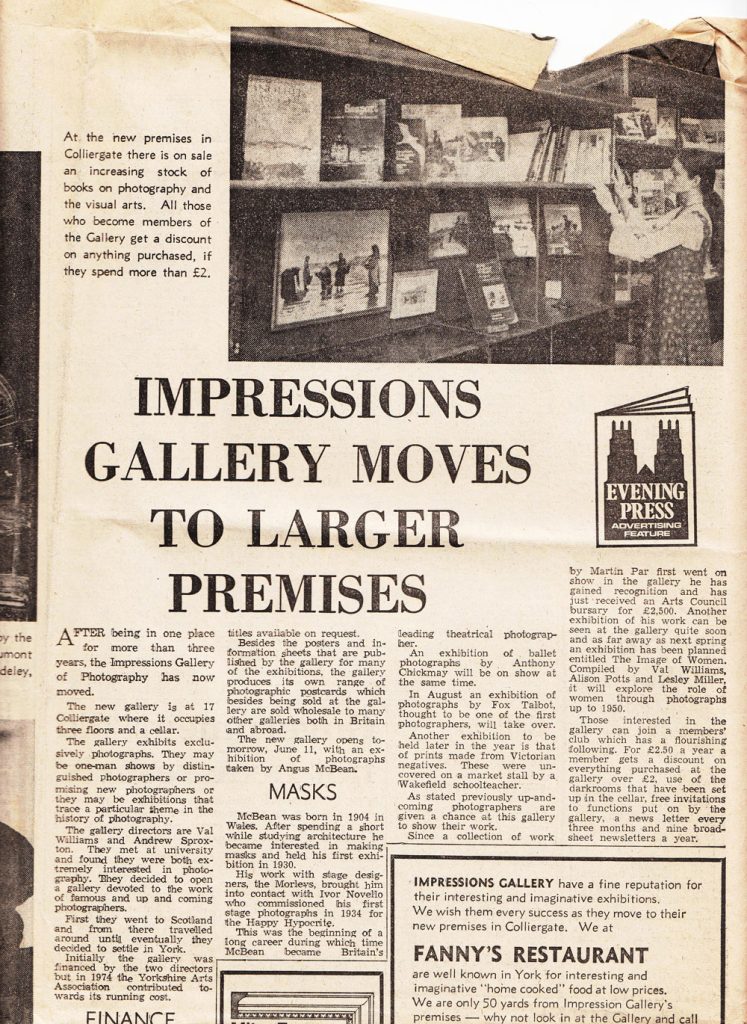 At the new premises in
Colliergate there is on sale
an increasing stock of
books on photography and
the visual arts. All those
who become members of
the Gallery get a discount
on anything purchased, if
they spend more than £2.
IMPRESSIONS
GALLERY MOVES
TO LARGER
PREMISES
EVENING
PRESS
ADVERTISING
FEATURE
by the
umont
deley,
AFTER being in one place
for more than three
years, the Impressions Gallery
of Photography has now
moved.
The new gallery is at 17
Colliergate where it occupies
three floors and a cellar.
The gallery exhibits exclu-
sively photographs. They may
be one-man shows by distin-
guished photographers or pro-
mising new photographers or
they may be exhibitions that
trace a particular theme in the
history of photography.
The gallery directors are Val
Williams and Andrew Sprox-
ton. They met at university
and found they were both ex-
tremely interested in photo-
graphy. They decided to open
a gallery devoted to the work
of famous and up and coming
photographers.
First they went to Scotland
and from there travelled
around until eventually they
decided to settle in York.
Initially the gallery was
financed by the two directors
but in 1974 the Yorkshire Arts
Association contributed to-
wards its running cost.
FINANCE
titles available on request.
Besides the posters and in-
formation sheets that are pub-
lished by the gallery for many
of the exhibitions, the gallery
produces its own range of
photographic postcards which
besides being sold at the gal-
lery are sold wholesale to many
other galleries both in Britain
and abroad.
The new gallery opens to-
morrow, June 11, with an ex-
hibition of photographs
taken by Angus McBean.
MASKS
McBean was born in 1904 in
Wales. After spending a short
while studying architecture he
became interested in making
masks and held his first exhi-
bition in 1930.
His work with stage desig-
ners, the Morleys, brought him
into contact with Ivor Novello
who commissioned his first
stage photographs in 1934 for
the Happy Hypocrite.
This was the beginning of a
long career during which time
McBean became Britain's
leading theatrical photograp-
her.
An exhibition of ballet
photographs by Anthony
Chickmay will be on show at
the same time.
In August an exhibition of
photographs by Fox Talbot,
thought to be one of the first
photographers, will take over.
Another exhibition to be
held later in the year is that
of prints made from Victorian
negatives. These were un-
covered on a market stall by a
Wakefield schoolteacher.
As stated previously up-and-
coming photographers are
given a chance at this gallery
to show their work.
Since a collection of work
by Martin Par first went on
show in the gallery he has
gained recognition and has
just received an Arts Council
bursary for £2,500. Another
exhibition of his work can be
seen at the gallery quite soon
and as far away as next spring
an exhibition has been planned
entitled The Image of Women.
Compiled by Val Williams,
Alison Potts and Lesley Miller,
it will explore the role of
women through photographs
up to 1950.
Those interested in the
gallery can join a members'
club which has a flourishing
following. For £2.50 a year a
member gets a discount on
everything purchased at the
gallery over £2, use of the
darkrooms that have been set
up in the cellar, free invitations
to functions put on by the
gallery, a news letter every
three months and nine broad-
sheet newsletters a year.
IMPRESSIONS GALLERY have a fine reputation for
their interesting and imaginative exhibitions.
We wish them every success as they move to their
new premises in Colliergate. We at
FANNY'S RESTAURANT
are well known in York for interesting and
imaginative "home cooked" food at low prices.
We are only 50 yards from Impression Gallery's
premises — why not look in at the Gallery and call